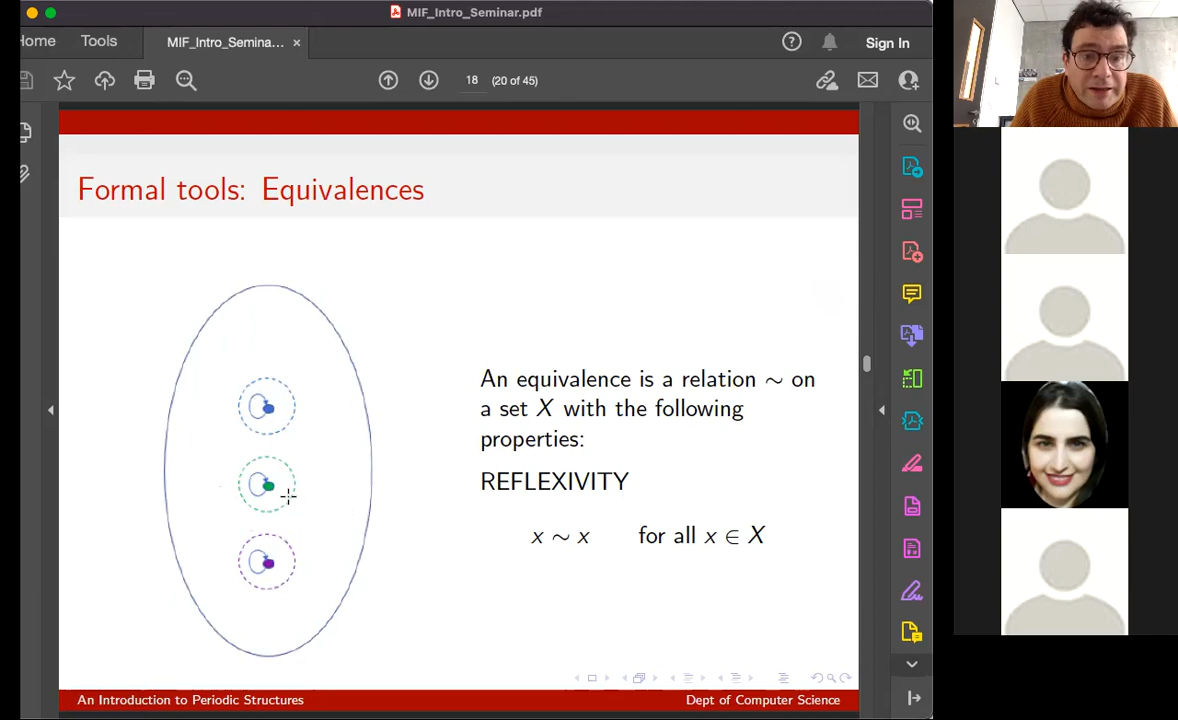 MIF_Intro_Seminar.pdf
Home
Tools
MIF_Intro_Semina... ×
Sign In
18
(20 of 45)
Formal tools: Equivalences
An equivalence is a relation ∼ on
a set X with the following
properties:
REFLEXIVITY
x ∼ x for all x ∈ X
An Introduction to Periodic Structures
Dept of Computer Science